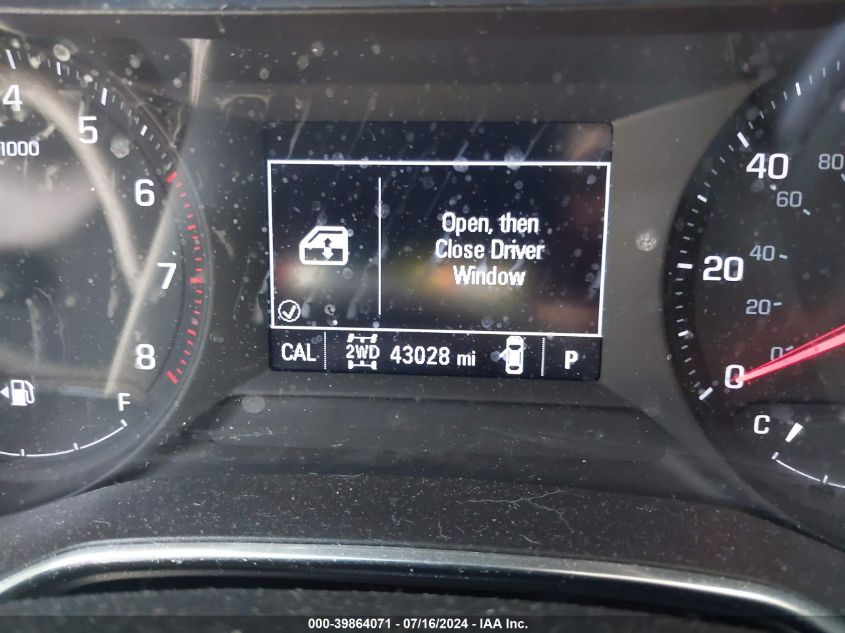 4
5
1000
6
7
8
F
Open, then
Close Driver
Window
CAL 2WD 43028 mi P
40 80
60
20 40
20
0 0
C
000-39864071 / 07/16/2024 - IAA Inc.